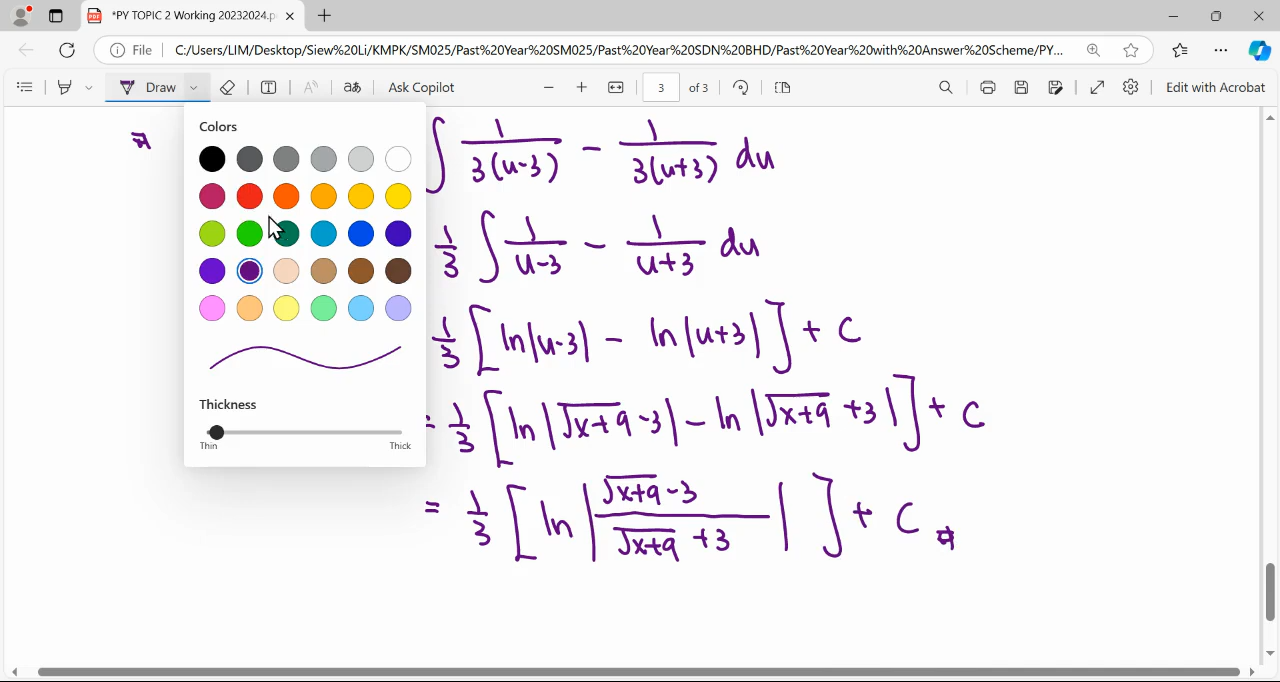 *PY TOPIC 2 Working 20232024.p
File C:/Users/LIM/Desktop/Siew%20Li/KMPK/SM025/Past%20Year%20SM025/Past%20Year%20SDN%20BHD/Past%20Year%20with%20Answer%20Scheme/PY...
Draw Ask Copilot 3 of 3 Edit with Acrobat
Colors
Thickness
Thin Thick
∫ 1/3(u-3) - 1/3(u+3) du
1/3 ∫ 1/u-3 - 1/u+3 du
1/3 [ln|u-3| - ln|u+3|] + C
= 1/3 [ln|√x+9 -3| - ln|√x+9 +3|] + C
= 1/3 [ln|√x+9 -3 / √x+9 +3|] + C